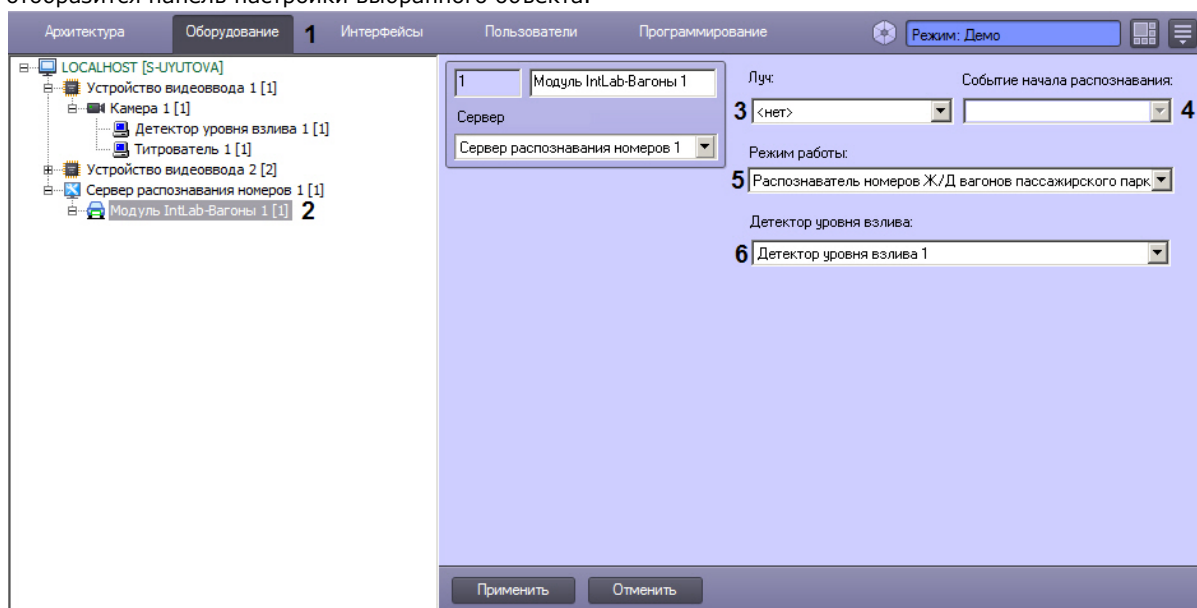 отобразится панель настройки выбранного объекта.
Архитектура Оборудование 1 Интерфейсы Пользователи Программирование Режим: Демо
LOCALHOST [S-UYUTOVA]
Устройство видеоввода 1 [1]
Камера 1 [1]
Детектор уровня взлива 1 [1]
Титрователь 1 [1]
Устройство видеоввода 2 [2]
Сервер распознавания номеров 1 [1]
Модуль IntLab-Вагоны 1 [1] 2
1 Модуль IntLab-Вагоны 1
Сервер
Сервер распознавания номеров 1
Луч: Событие начала распознавания:
3 <нет> 4
Режим работы:
5 Распознаватель номеров Ж/Д вагонов пассажирского парк
Детектор уровня взлива:
6 Детектор уровня взлива 1
Применить Отменить